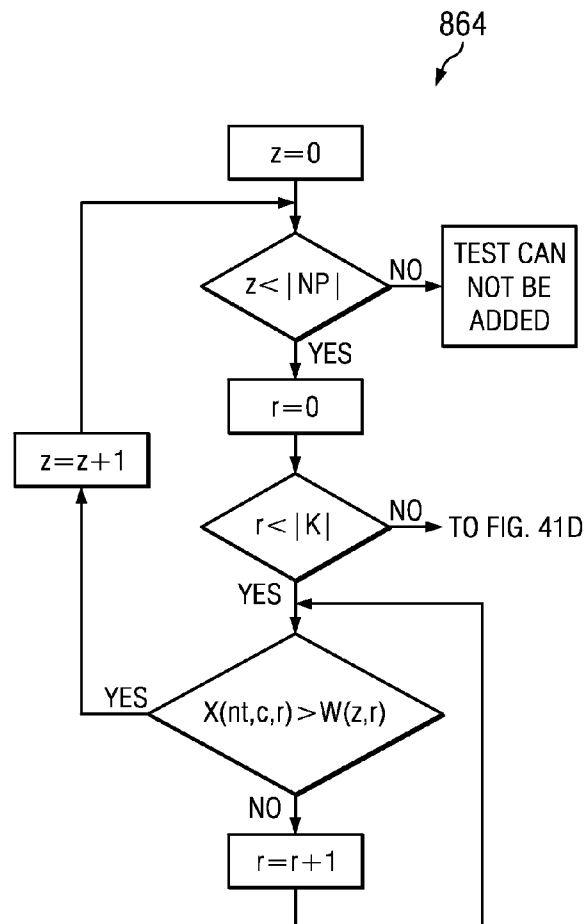 864
z=0
z<|NP|
NO
TEST CAN
NOT BE
ADDED
YES
r=0
z=z+1
r<|K|
NO
TO FIG. 41D
YES
YES
X(nt,c,r)>W(z,r)
NO
r=r+1